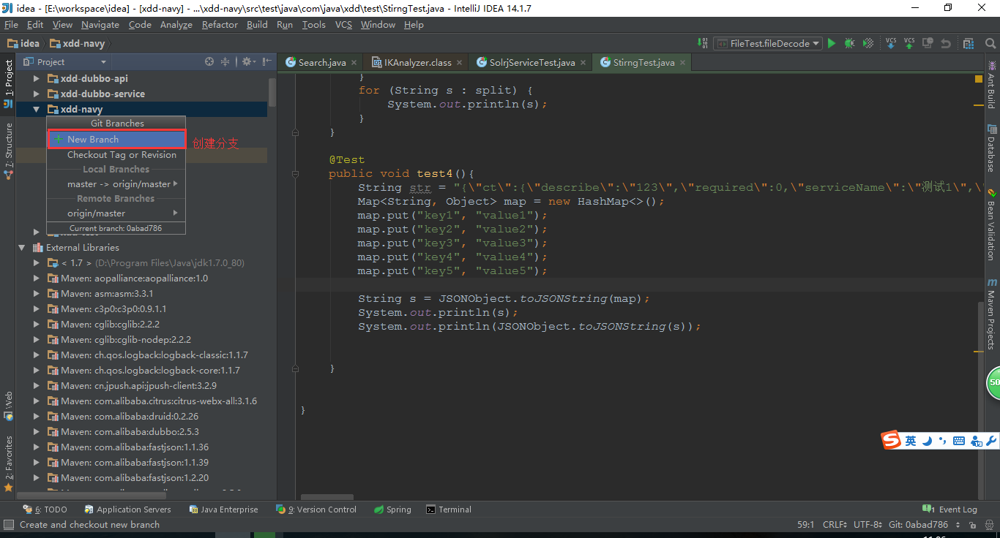 idea - [E:\workspace\idea] - [xdd-navy] - ...\xdd-navy\src\test\java\com\java\xdd\test\StirngTest.java - IntelliJ IDEA 14.1.7
File Edit View Navigate Code Analyze Refactor Build Run Tools VCS Window Help
idea xdd-navy
FileTest.fileDecode
VCS VCS
Project
Search.java IKAnalyzer.class SolrjServiceTest.java StirngTest.java
1: Project
7: Structure
Web
2: Favorites
xdd-dubbo-api
xdd-dubbo-service
xdd-navy
Git Branches
New Branch
创建分支
Checkout Tag or Revision
Local Branches
master -> origin/master
Remote Branches
origin/master
Current branch: 0abad786
External Libraries
< 1.7 > (D:\Program Files\Java\jdk1.7.0_80)
Maven: aopalliance:aopalliance:1.0
Maven: asm:asm:3.3.1
Maven: c3p0:c3p0:0.9.1.1
Maven: cglib:cglib:2.2.2
Maven: cglib:cglib-nodep:2.2.2
Maven: ch.qos.logback:logback-classic:1.1.7
Maven: ch.qos.logback:logback-core:1.1.7
Maven: cn.jpush.api:jpush-client:3.2.9
Maven: com.alibaba.citrus:citrus-webx-all:3.1.6
Maven: com.alibaba:druid:0.2.26
Maven: com.alibaba:dubbo:2.5.3
Maven: com.alibaba:fastjson:1.1.36
Maven: com.alibaba:fastjson:1.1.39
Maven: com.alibaba:fastjson:1.2.20
}
for (String s : split) {
System.out.println(s);
}
}
@Test
public void test4(){
String str = "{\"ct\":{\"describe\":\"123\",\"required\":0,\"serviceName\":\"测试1\",\"
Map<String, Object> map = new HashMap<>();
map.put("key1", "value1");
map.put("key2", "value2");
map.put("key3", "value3");
map.put("key4", "value4");
map.put("key5", "value5");
String s = JSONObject.toJSONString(map);
System.out.println(s);
System.out.println(JSONObject.toJSONString(s));
}
}
Ant Build
Database
Bean Validation
Maven Projects
50
英
6: TODO Application Servers Java Enterprise 9: Version Control Spring Terminal
1 Event Log
Create and checkout new branch
59:1 CRLF UTF-8 Git: 0abad786